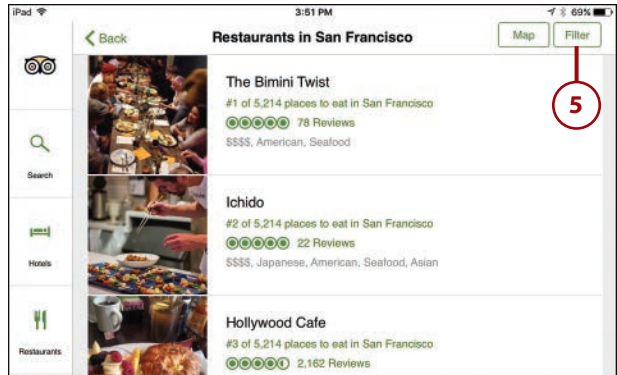 iPad 3:51 PM 69%
Back Restaurants in San Francisco Map Filter
5
The Bimini Twist
#1 of 5,214 places to eat in San Francisco
78 Reviews
$$$$, American, Seafood
Search
Ichido
#2 of 5,214 places to eat in San Francisco
22 Reviews
$$$$, Japanese, American, Seafood, Asian
Hotels
Hollywood Cafe
#3 of 5,214 places to eat in San Francisco
2,162 Reviews
Restaurants